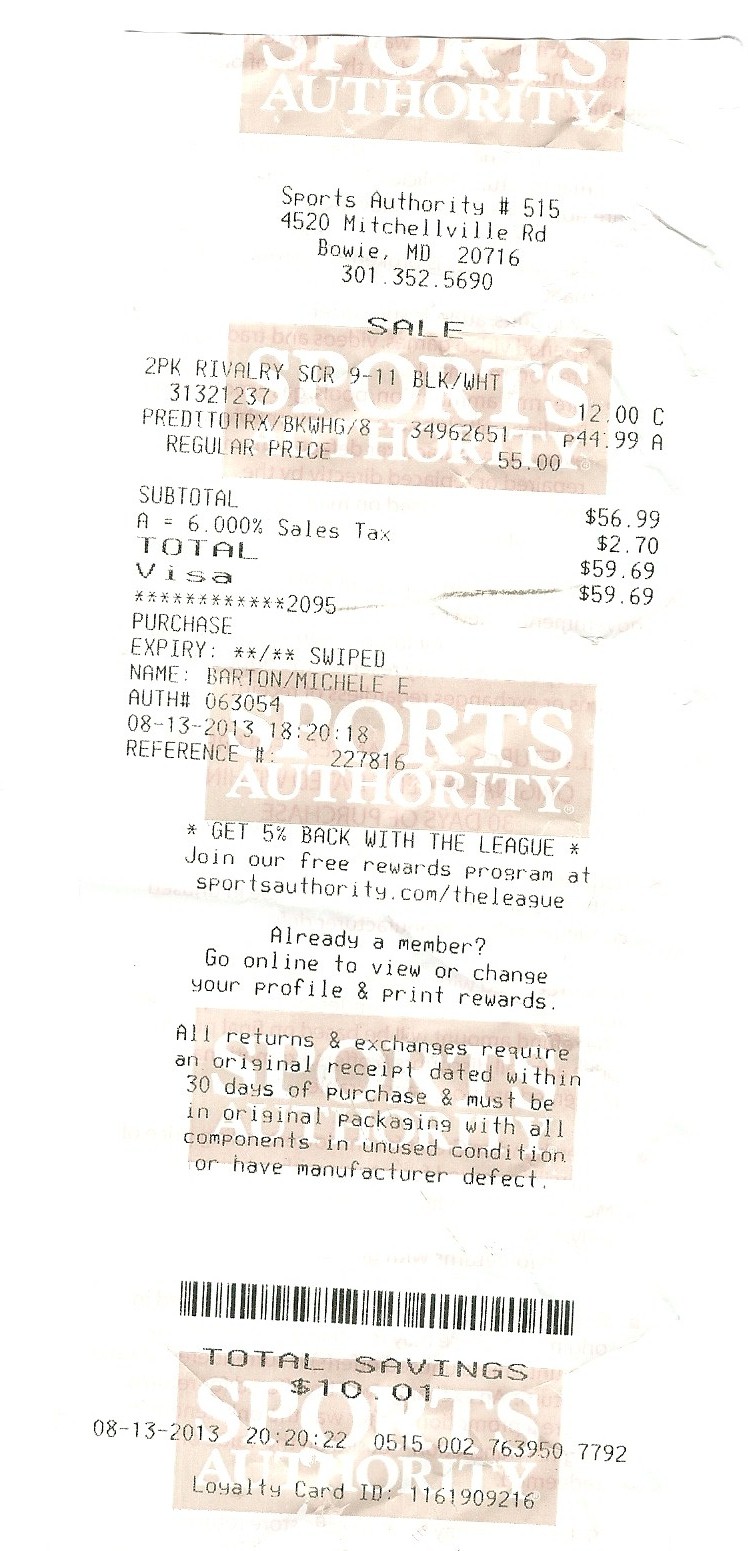 SPORTS
AUTHORITY
Sports Authority # 515
4520 Mitchellville Rd
Bowie, MD 20716
301.352.5690
SALE
2PK RIVALRY SCR 9-11 BLK/WHT
31321237 12.00 C
PREDITOTRX/BKWHG/8 34962651 P44.99 A
REGULAR PRICE 55.00
SPORTS
AUTHORITY
SUBTOTAL $56.99
A = 6.000% Sales Tax $2.70
TOTAL $59.69
Visa $59.69
************2095
PURCHASE
EXPIRY: **/** SWIPED
NAME: BARTON/MICHELE E
AUTH# 063054
08-13-2013 18:20:18
REFERENCE #: 227816
SPORTS
AUTHORITY
* GET 5% BACK WITH THE LEAGUE *
Join our free rewards program at
sportsauthority.com/theleague
Already a member?
Go online to view or change
your profile & print rewards.
All returns & exchanges require
an original receipt dated within
30 days of purchase & must be
in original packaging with all
components in unused condition
or have manufacturer defect.
SPORTS
AUTHORITY
TOTAL SAVINGS
$10.01
SPORTS
AUTHORITY
08-13-2013 20:20:22 0515 002 763950 7792
Loyalty Card ID: 1161909216